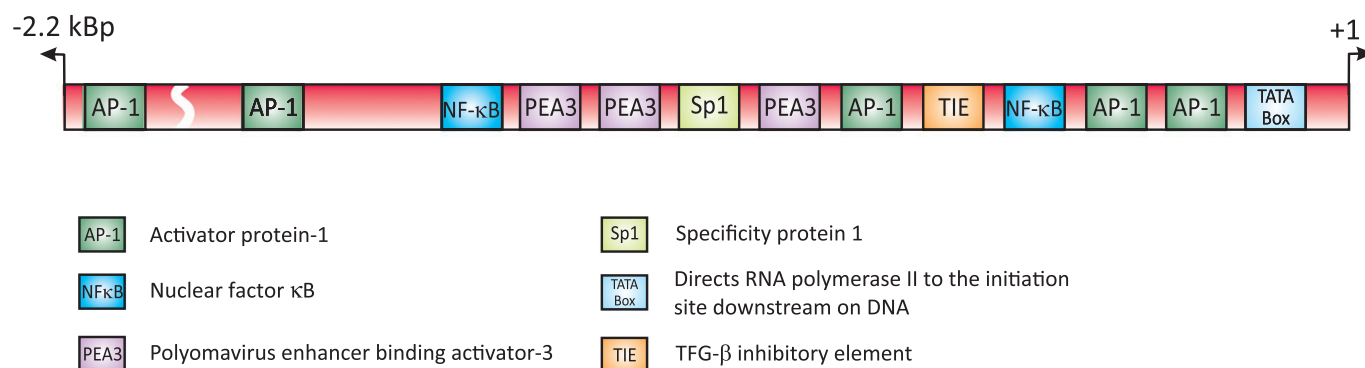 -2.2 kBp
+1
AP-1 AP-1 NF-κB PEA3 PEA3 Sp1 PEA3 AP-1 TIE NF-κB AP-1 AP-1 TATA Box
AP-1 Activator protein-1
NFκB Nuclear factor κB
PEA3 Polyomavirus enhancer binding activator-3
Sp1 Specificity protein 1
TATA Box Directs RNA polymerase II to the initiation
site downstream on DNA
TIE TFG-β inhibitory element